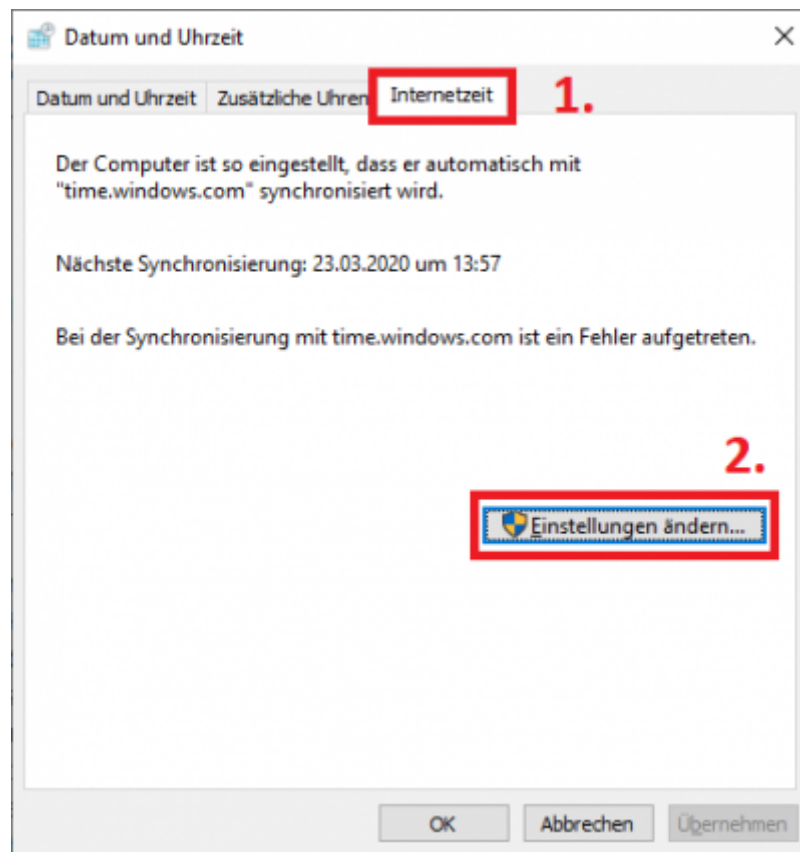 Datum und Uhrzeit
Datum und Uhrzeit Zusätzliche Uhren Internetzeit 1.
Der Computer ist so eingestellt, dass er automatisch mit
"time.windows.com" synchronisiert wird.
Nächste Synchronisierung: 23.03.2020 um 13:57
Bei der Synchronisierung mit time.windows.com ist ein Fehler aufgetreten.
2.
Einstellungen ändern...
OK Abbrechen Übernehmen